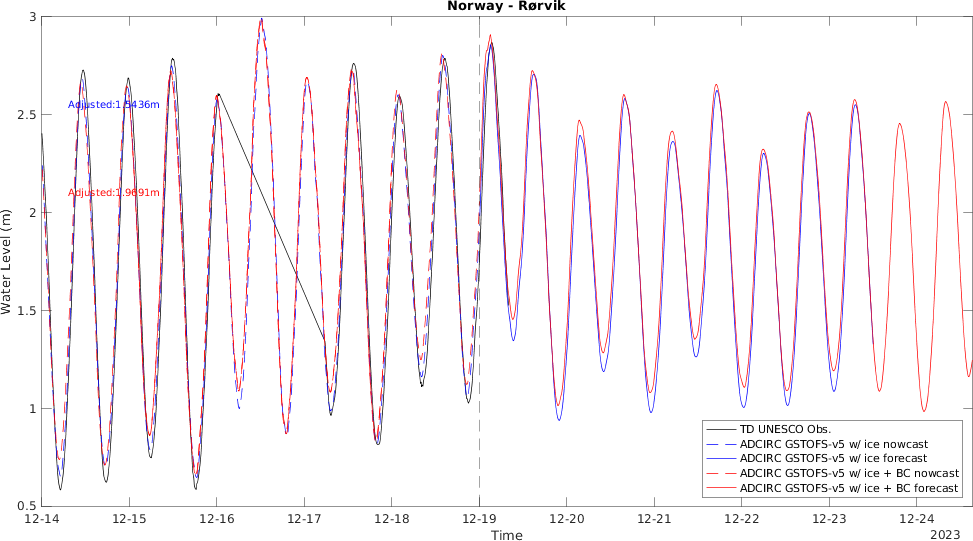 Norway - Rørvik
3
2.5
2
1.5
1
0.5
Water Level (m)
Adjusted:1.5436m
Adjusted:1.9691m
12-14
12-15
12-16
12-17
12-18
12-19
12-20
12-21
12-22
12-23
12-24
Time
2023
TD UNESCO Obs.
ADCIRC GSTOFS-v5 w/ ice nowcast
ADCIRC GSTOFS-v5 w/ ice forecast
ADCIRC GSTOFS-v5 w/ ice + BC nowcast
ADCIRC GSTOFS-v5 w/ ice + BC forecast